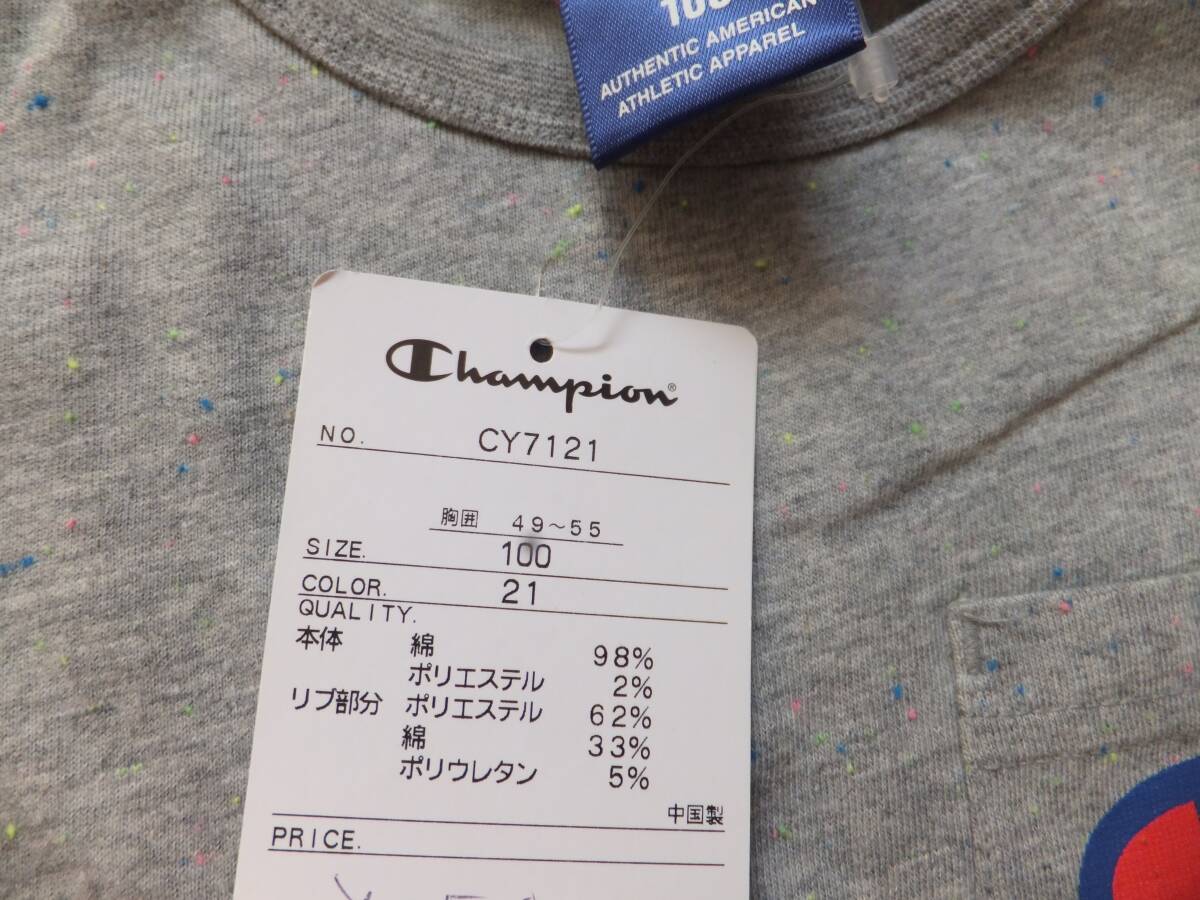 100
AUTHENTIC AMERICAN
ATHLETIC APPAREL
Champion®
NO. CY7121
胸囲 49～55
SIZE. 100
COLOR. 21
QUALITY.
本体 綿 98%
ポリエステル 2%
リブ部分 ポリエステル 62%
綿 33%
ポリウレタン 5%
中国製
PRICE.